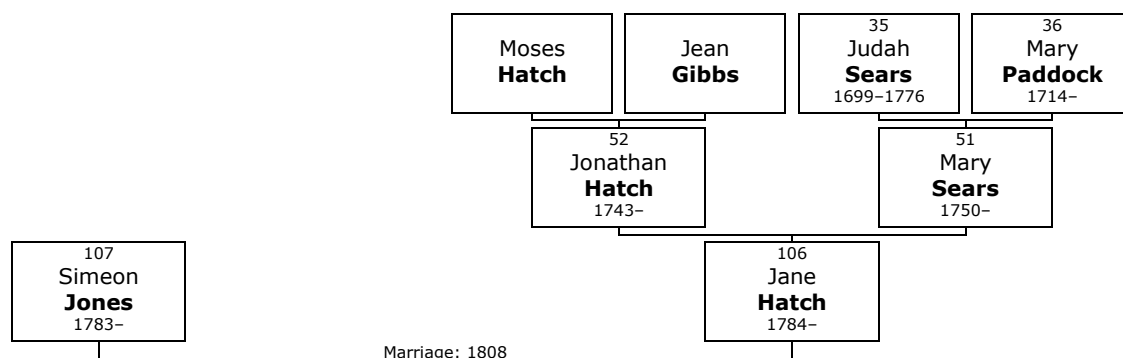 Moses
Hatch
Jean
Gibbs
35
Judah
Sears
1699–1776
36
Mary
Paddock
1714–
52
Jonathan
Hatch
1743–
51
Mary
Sears
1750–
107
Simeon
Jones
1783–
106
Jane
Hatch
1784–
Marriage: 1808